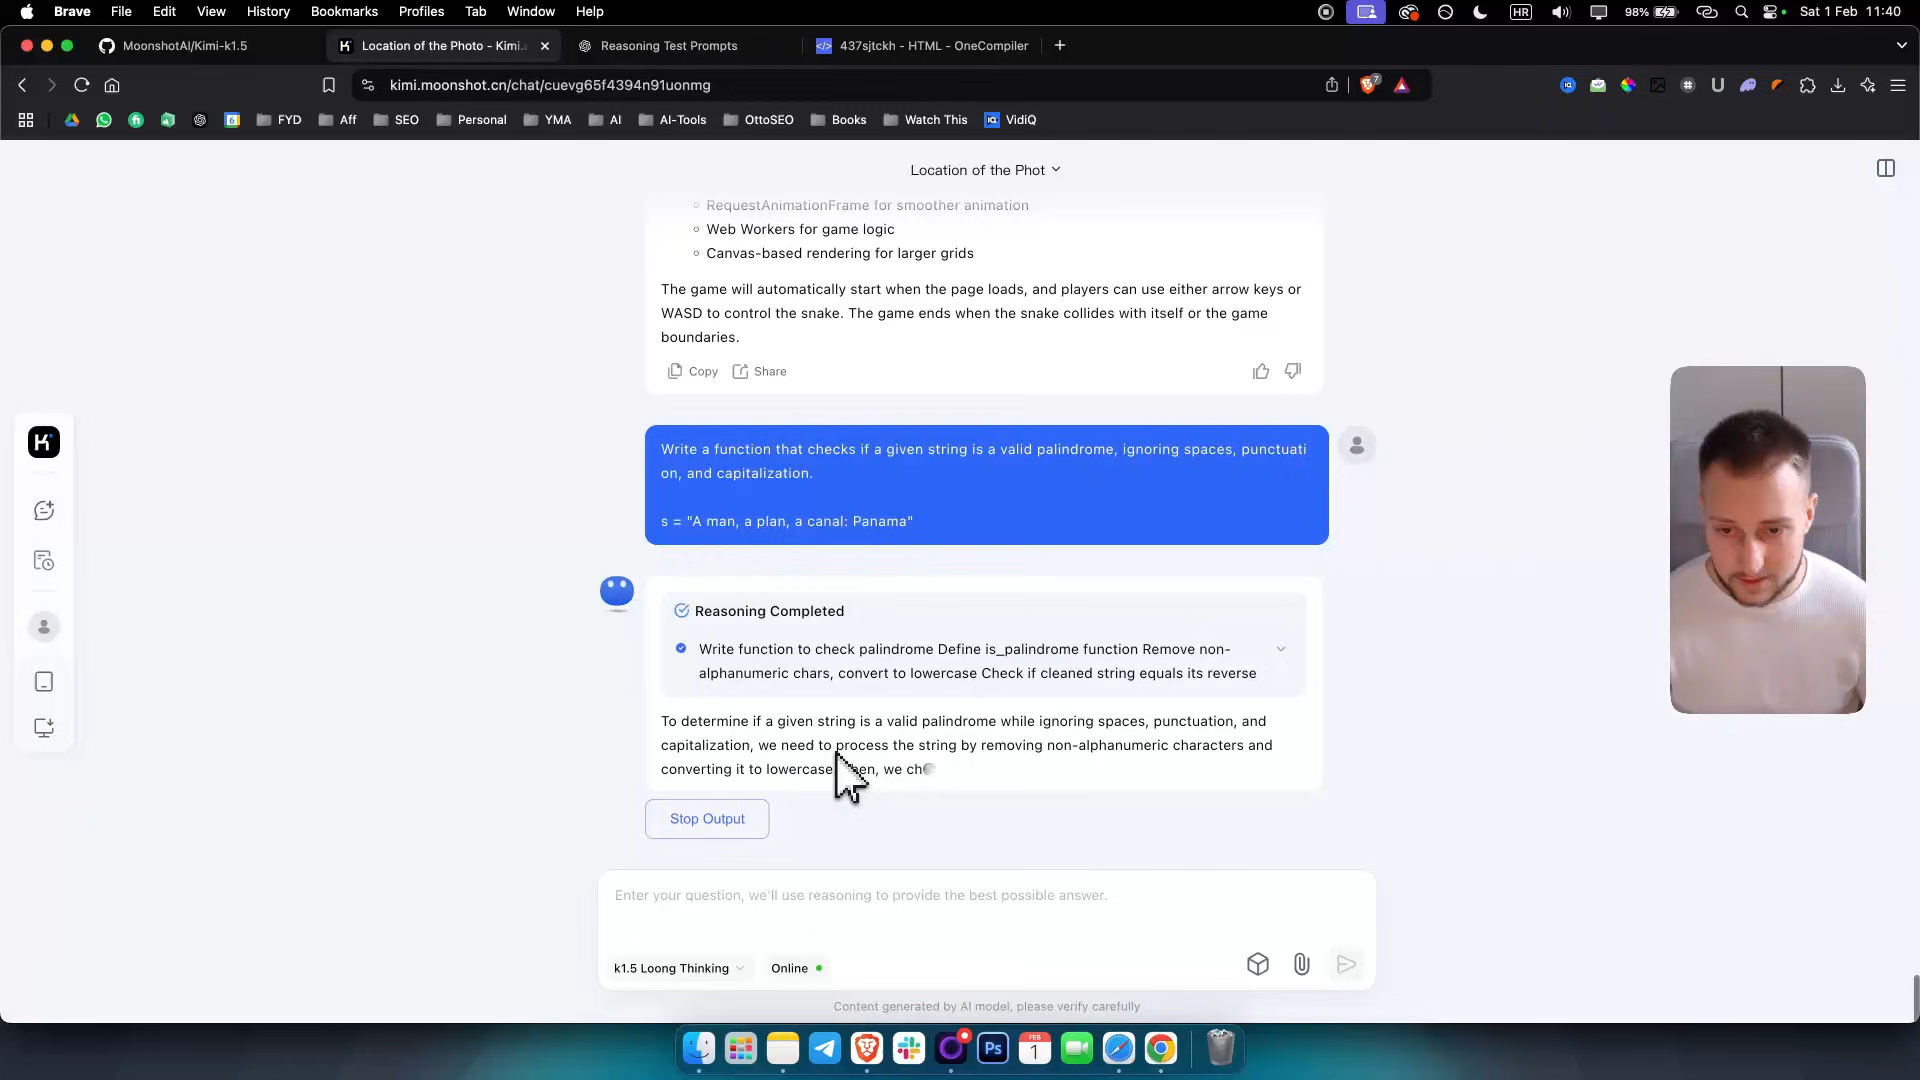 Brave File Edit View History Bookmarks Profiles Tab Window Help HR 98% Sat 1 Feb 11:40
MoonshotAI/Kimi-k1.5 Location of the Photo - Kimi. Reasoning Test Prompts 437sjtckh - HTML - OneCompiler
kimi.moonshot.cn/chat/cuevg65f4394n91uonmg 7
6 FYD Aff SEO Personal YMA AI AI-Tools OttoSEO Books Watch This VidiQ
Location of the Phot
RequestAnimationFrame for smoother animation
Web Workers for game logic
Canvas-based rendering for larger grids
The game will automatically start when the page loads, and players can use either arrow keys or
WASD to control the snake. The game ends when the snake collides with itself or the game
boundaries.
Copy Share
Write a function that checks if a given string is a valid palindrome, ignoring spaces, punctuati
on, and capitalization.
s = "A man, a plan, a canal: Panama"
Reasoning Completed
Write function to check palindrome Define is_palindrome function Remove non-
alphanumeric chars, convert to lowercase Check if cleaned string equals its reverse
To determine if a given string is a valid palindrome while ignoring spaces, punctuation, and
capitalization, we need to process the string by removing non-alphanumeric characters and
converting it to lowercase en, we ch
Stop Output
Enter your question, we'll use reasoning to provide the best possible answer.
k1.5 Loong Thinking Online
Content generated by AI model, please verify carefully
Ps FEB 1